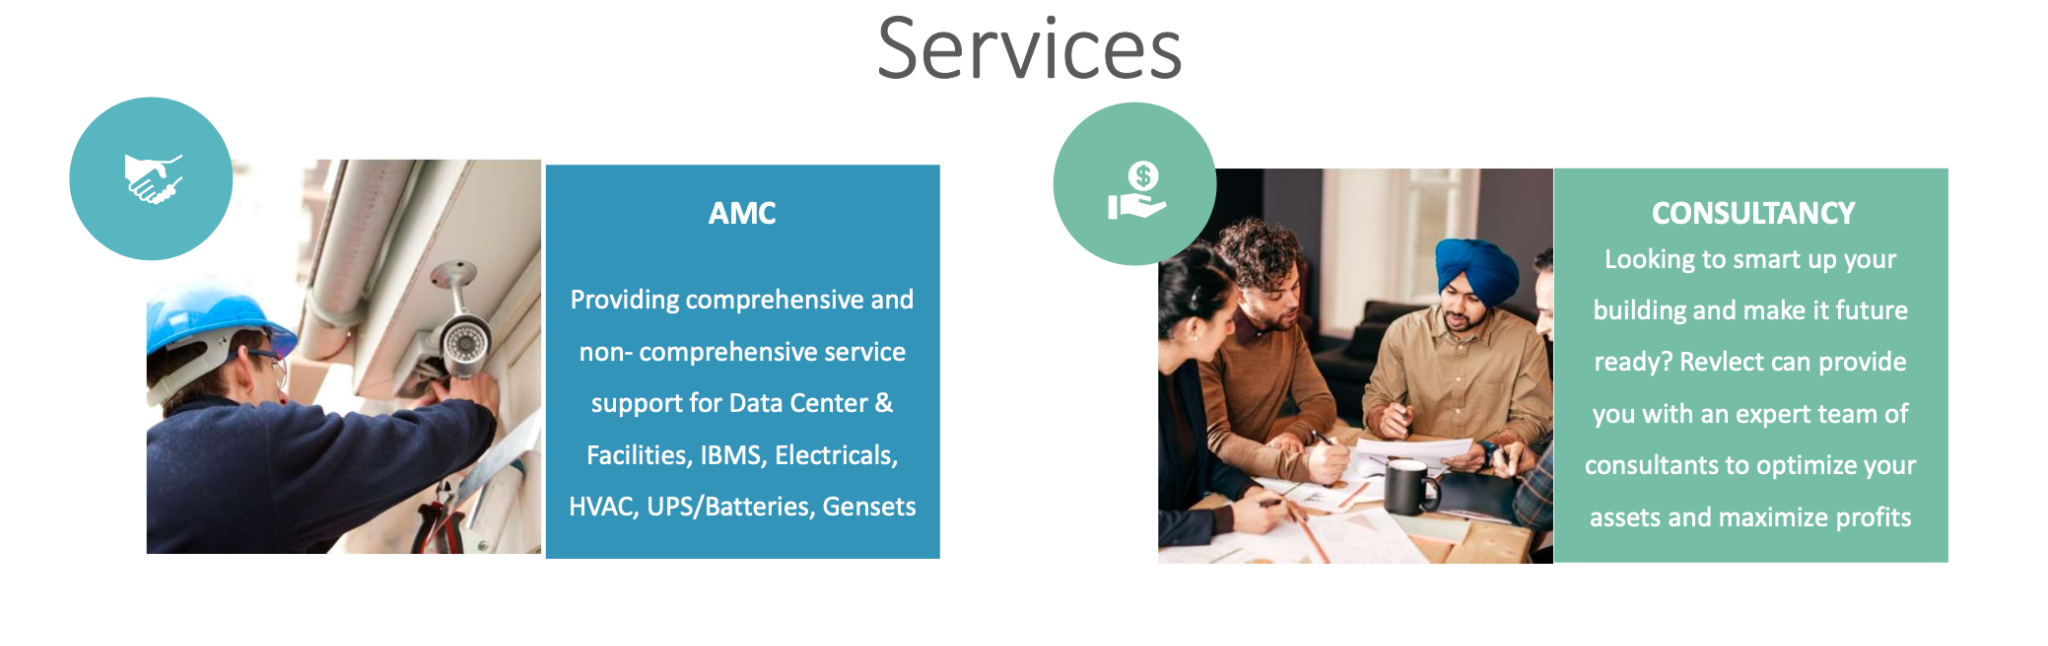 Services
AMC
Providing comprehensive and
non- comprehensive service
support for Data Center &
Facilities, IBMS, Electricals,
HVAC, UPS/Batteries, Gensets
$
CONSULTANCY
Looking to smart up your
building and make it future
ready? Revlect can provide
you with an expert team of
consultants to optimize your
assets and maximize profits